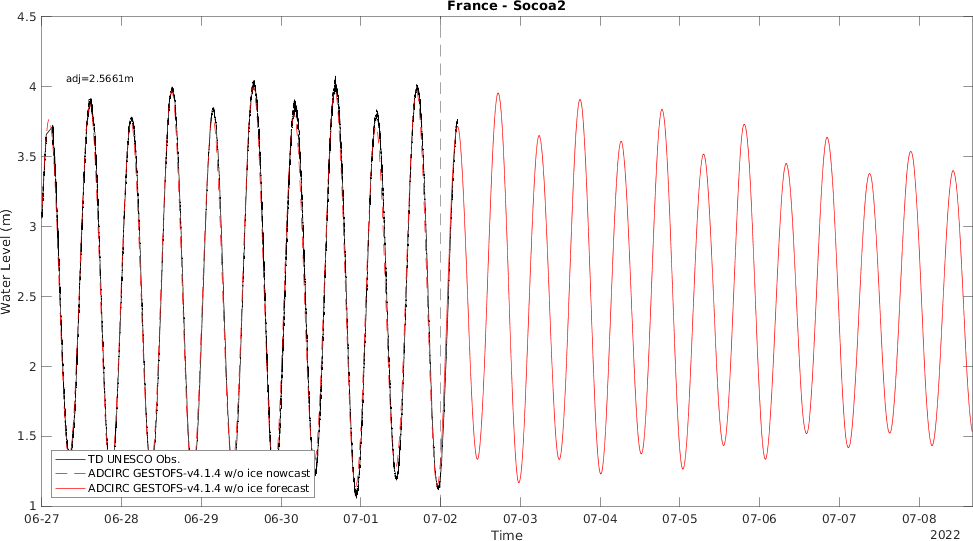 France - Socoa2
adj=2.5661m
Water Level (m)
4.5
4
3.5
3
2.5
2
1.5
1
TD UNESCO Obs.
ADCIRC GESTOFS-v4.1.4 w/o ice nowcast
ADCIRC GESTOFS-v4.1.4 w/o ice forecast
06-27 06-28 06-29 06-30 07-01 07-02 07-03 07-04 07-05 07-06 07-07 07-08
2022
Time